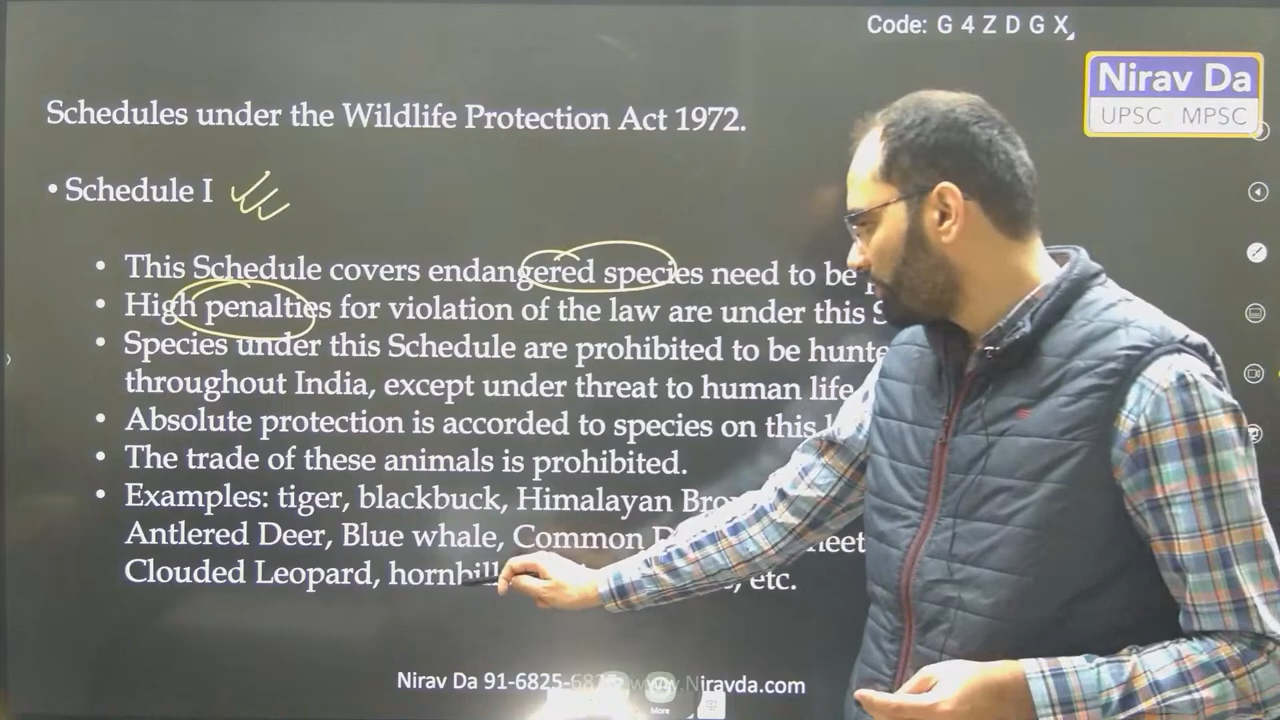 Code: G 4 Z D G X
Nirav Da
UPSC MPSC
Schedules under the Wildlife Protection Act 1972.
• Schedule I
• This Schedule covers endangered species need to be
• High penalties for violation of the law are under this
• Species under this Schedule are prohibited to be
throughout India, except under threat to human life
• Absolute protection is accorded to species on this
• The trade of these animals is prohibited.
• Examples: tiger, blackbuck, Himalayan
Antlered Deer, Blue whale, Common
Clouded Leopard, etc.
Nirav Da 91-6825- www.Niravda.com
More